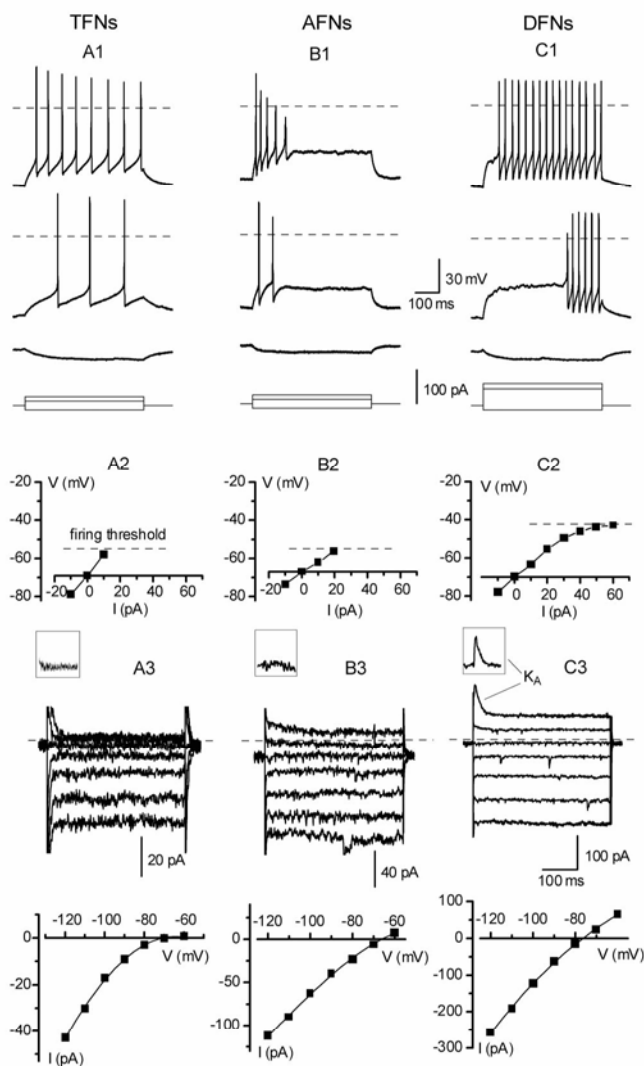 TFNs AFNs DFNs
A1 B1 C1
30 mV
100 ms
100 pA
A2 B2 C2
-20 V (mV) -20 V (mV) -20 V (mV)
-40 -40 -40
firing threshold
-60 -60 -60
-80 0 20 40 60 -80 0 20 40 60 -80 0 20 40 60
I (pA) I (pA) I (pA)
A3 B3 C3
K_A
20 pA 40 pA 100 pA
100 ms
-120 -100 -80 -60 -120 -100 -80 -60 100 -120 -100 -80
0 V (mV) 0 V (mV) 0 V (mV)
-20 -50 -100
-40 -100 -200
I (pA) I (pA) -300 I (pA)